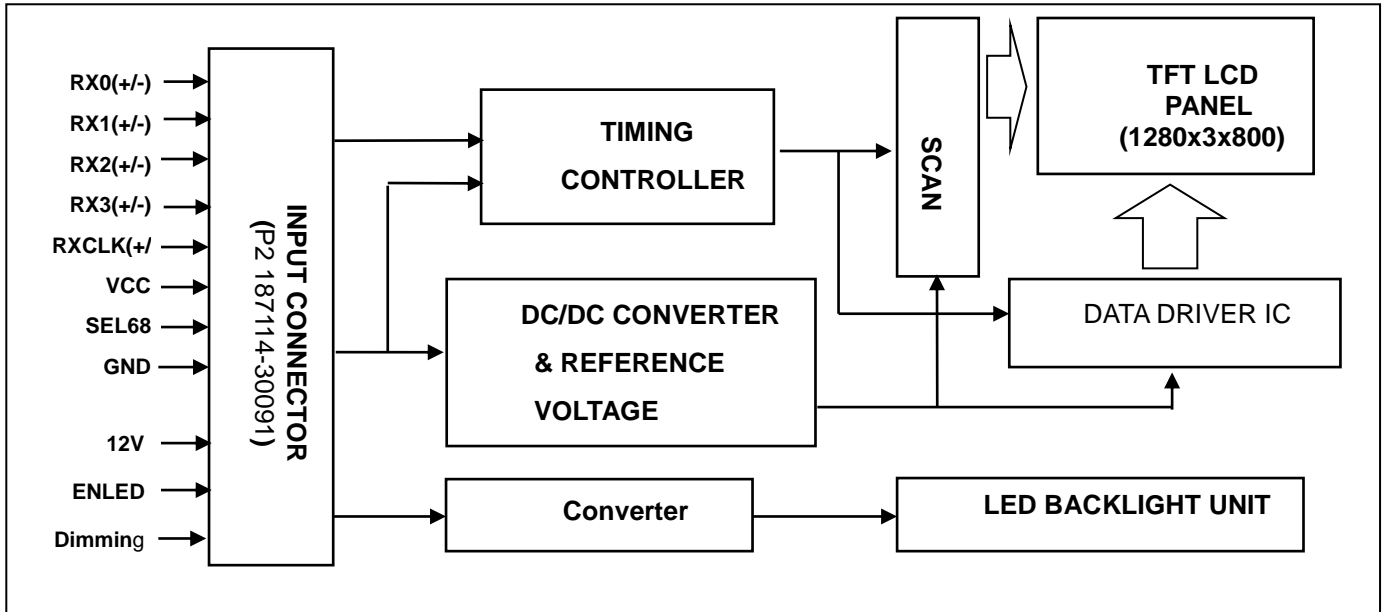 RX0(+/-)
RX1(+/-)
RX2(+/-)
RX3(+/-)
RXCLK(+/
VCC
SEL68
GND
12V
ENLED
Dimming
INPUT CONNECTOR
(P2 187114-30091)
TIMING
CONTROLLER
DC/DC CONVERTER
& REFERENCE
VOLTAGE
Converter
SCAN
TFT LCD
PANEL
(1280x3x800)
DATA DRIVER IC
LED BACKLIGHT UNIT